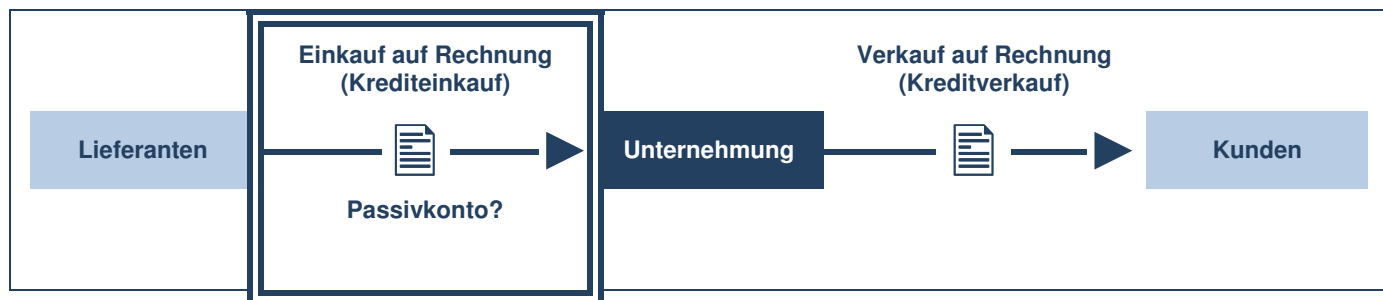 Einkauf auf Rechnung
(Krediteinkauf)
Verkauf auf Rechnung
(Kreditverkauf)
Lieferanten
Unternehmung
Kunden
Passivkonto?